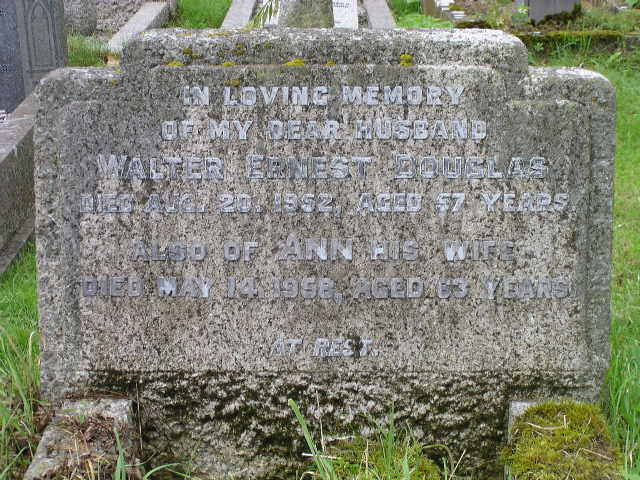 IN LOVING MEMORY
OF MY DEAR HUSBAND
WALTER ERNEST DOUGLAS
DIED AUG. 20. 1952, AGED 57 YEARS
ALSO OF ANN HIS WIFE
DIED MAY 14. 1958, AGED 63 YEARS
AT REST.